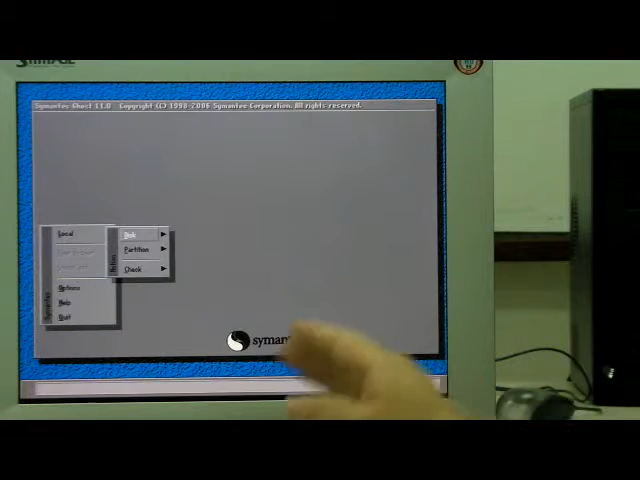 Symantec Ghost 11.0   Copyright (C) 1998-2006 Symantec Corporation. All rights reserved.
Local
Disk
Partition
Check
Options
Help
Quit
Symantec